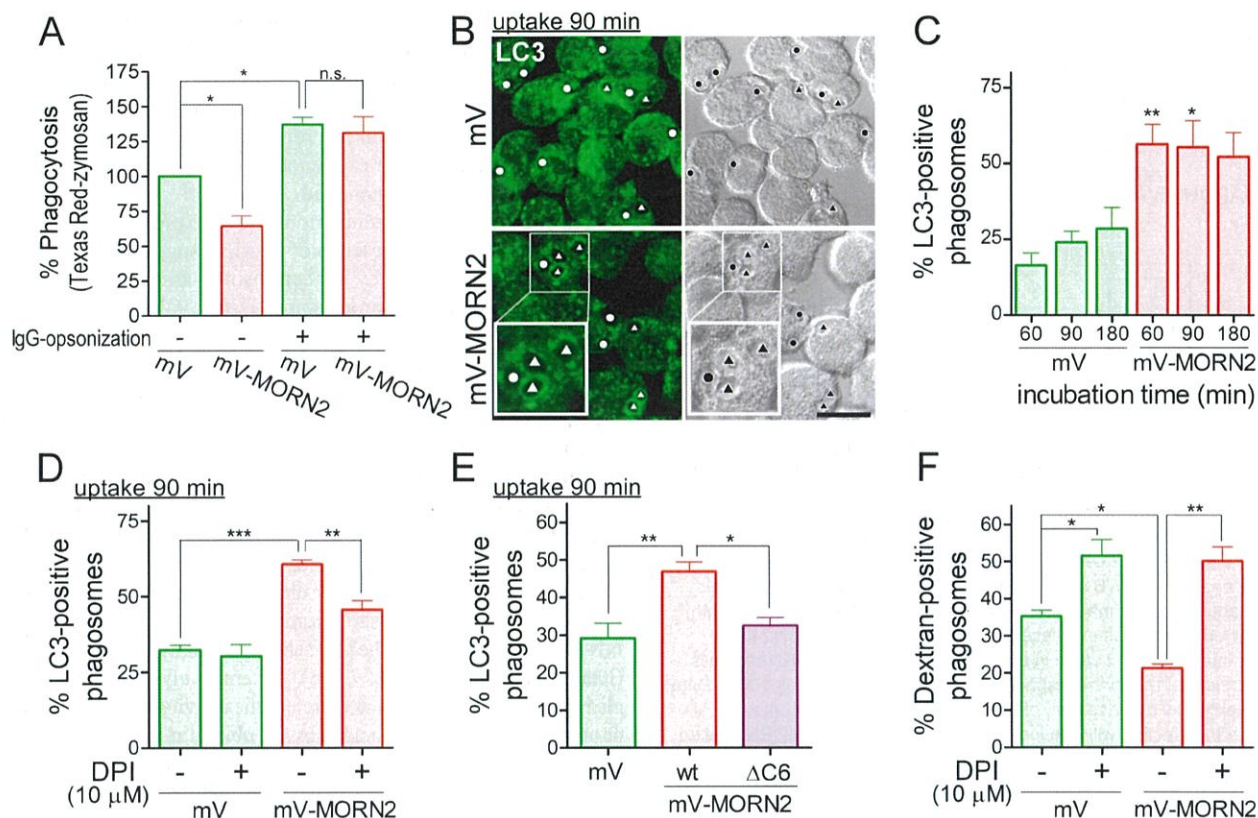 A
% Phagocytosis
(Texas Red-zymosan)
175
150
125
100
75
50
25
0
*
*
n.s.
IgG-opsonization - - + +
mV
mV-MORN2
mV
mV-MORN2
B
uptake 90 min
LC3
mV
mV-MORN2
C
% LC3-positive
phagosomes
75
50
25
0
** *
60 90 180 60 90 180
mV mV-MORN2
incubation time (min)
D
uptake 90 min
% LC3-positive
phagosomes
75
50
25
0
*** **
DPI - + - +
(10 μM)
mV mV-MORN2
E
uptake 90 min
% LC3-positive
phagosomes
60
50
40
30
20
10
0
** *
mV wt ΔC6
mV-MORN2
F
% Dextran-positive
phagosomes
60
50
40
30
20
10
0
* **
*
DPI - + - +
(10 μM)
mV mV-MORN2